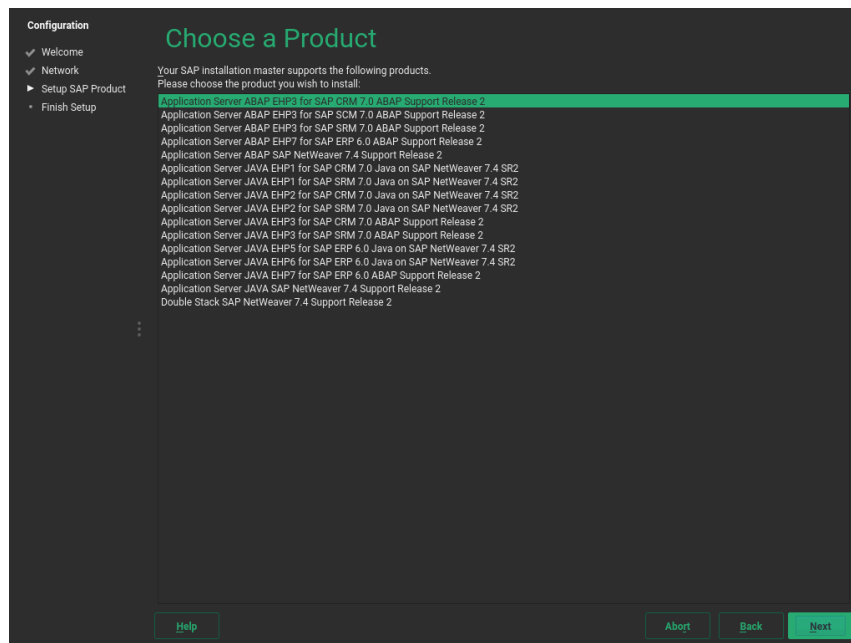 Configuration
Welcome
Network
Setup SAP Product
Finish Setup
Choose a Product
Your SAP installation master supports the following products.
Please choose the product you wish to install:
Application Server ABAP EHP3 for SAP CRM 7.0 ABAP Support Release 2
Application Server ABAP EHP3 for SAP SCM 7.0 ABAP Support Release 2
Application Server ABAP EHP3 for SAP SRM 7.0 ABAP Support Release 2
Application Server ABAP EHP7 for SAP ERP 6.0 ABAP Support Release 2
Application Server ABAP SAP NetWeaver 7.4 Support Release 2
Application Server JAVA EHP1 for SAP CRM 7.0 Java on SAP NetWeaver 7.4 SR2
Application Server JAVA EHP1 for SAP SRM 7.0 Java on SAP NetWeaver 7.4 SR2
Application Server JAVA EHP2 for SAP CRM 7.0 Java on SAP NetWeaver 7.4 SR2
Application Server JAVA EHP2 for SAP SRM 7.0 Java on SAP NetWeaver 7.4 SR2
Application Server JAVA EHP3 for SAP CRM 7.0 ABAP Support Release 2
Application Server JAVA EHP3 for SAP SRM 7.0 ABAP Support Release 2
Application Server JAVA EHP5 for SAP ERP 6.0 Java on SAP NetWeaver 7.4 SR2
Application Server JAVA EHP6 for SAP ERP 6.0 Java on SAP NetWeaver 7.4 SR2
Application Server JAVA EHP7 for SAP ERP 6.0 ABAP Support Release 2
Application Server JAVA SAP NetWeaver 7.4 Support Release 2
Double Stack SAP NetWeaver 7.4 Support Release 2
Help
Abort
Back
Next